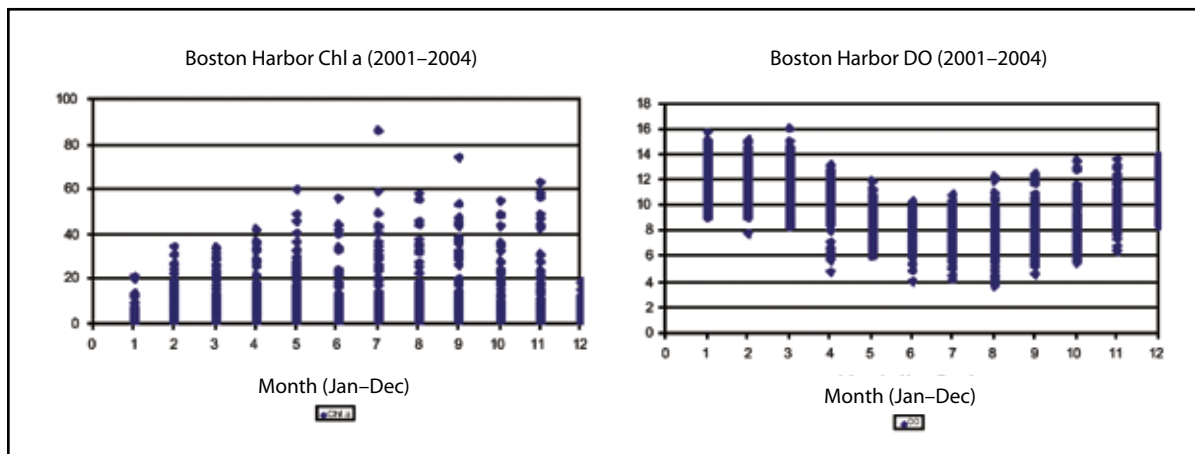 Boston Harbor Chl a (2001–2004)
100
80
60
40
20
0
0 1 2 3 4 5 6 7 8 9 10 11 12
Month (Jan–Dec)
Chl a
Boston Harbor DO (2001–2004)
18
16
14
12
10
8
6
4
2
0
0 1 2 3 4 5 6 7 8 9 10 11 12
Month (Jan–Dec)
DO